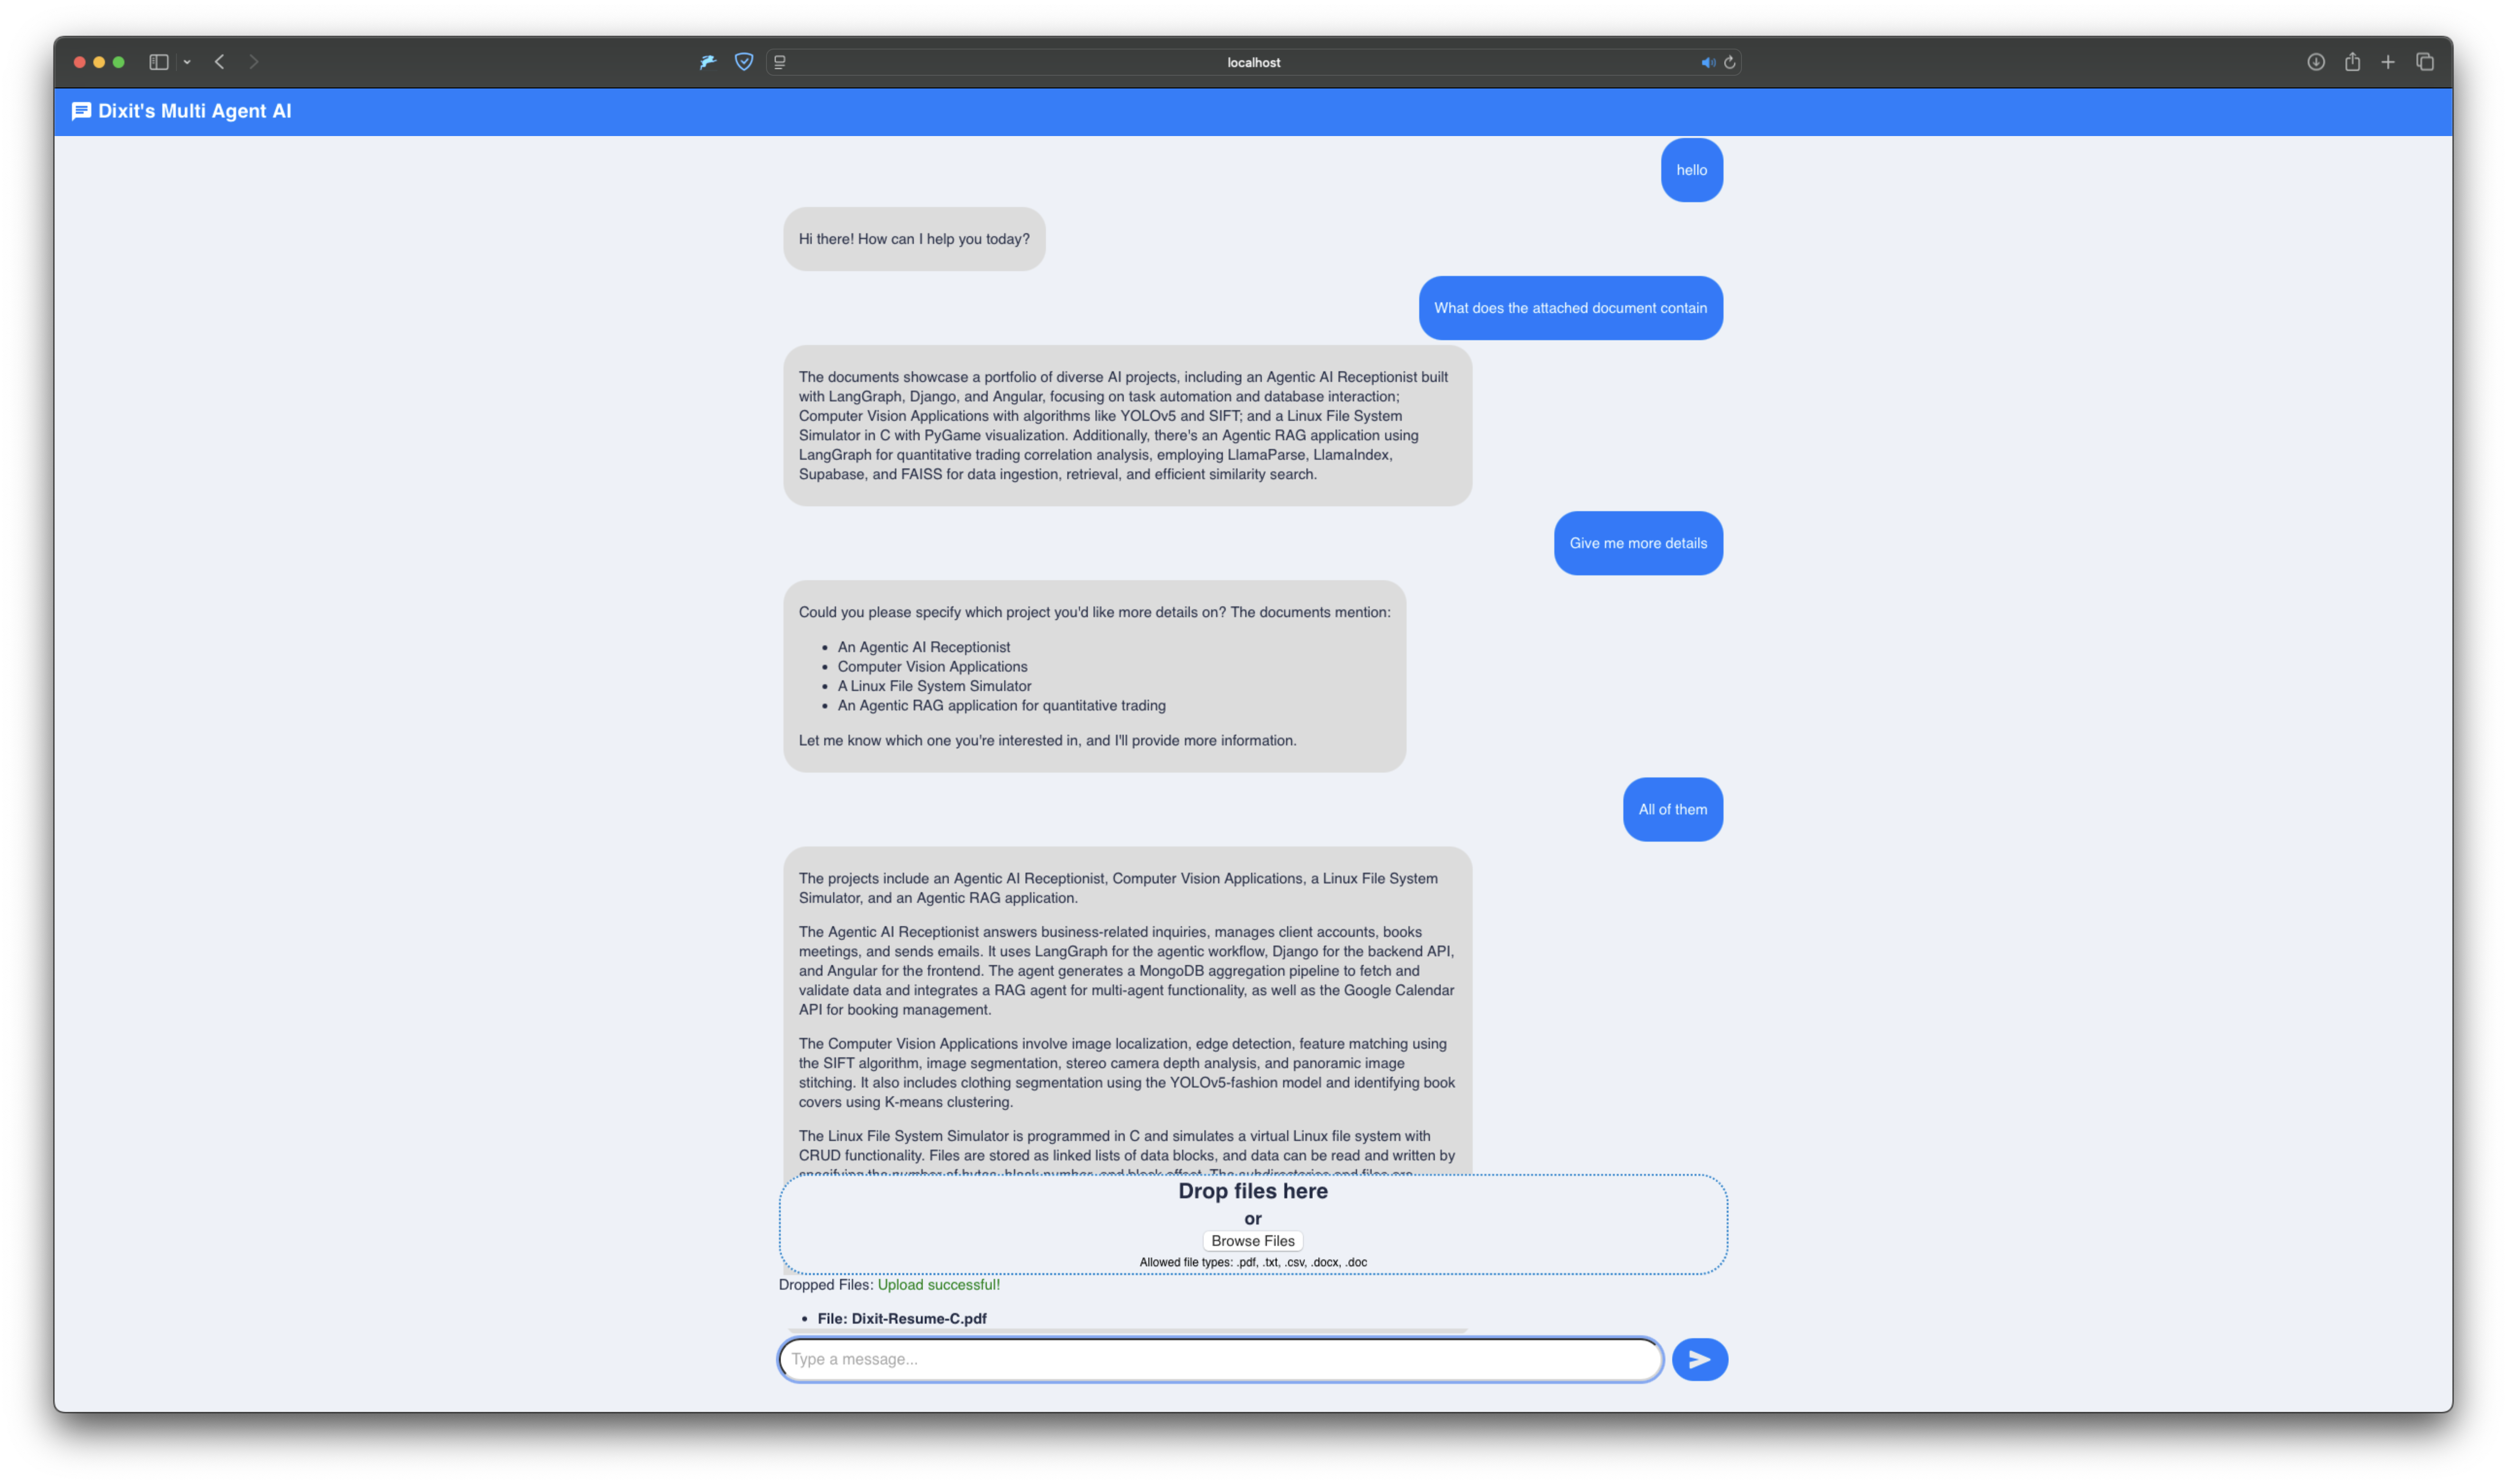 localhost
Dixit's Multi Agent AI
hello
Hi there! How can I help you today?
What does the attached document contain
The documents showcase a portfolio of diverse AI projects, including an Agentic AI Receptionist built
with LangGraph, Django, and Angular, focusing on task automation and database interaction;
Computer Vision Applications with algorithms like YOLOv5 and SIFT; and a Linux File System
Simulator in C with PyGame visualization. Additionally, there's an Agentic RAG application using
LangGraph for quantitative trading correlation analysis, employing LlamaParse, LlamaIndex,
Supabase, and FAISS for data ingestion, retrieval, and efficient similarity search.
Give me more details
Could you please specify which project you'd like more details on? The documents mention:
• An Agentic AI Receptionist
• Computer Vision Applications
• A Linux File System Simulator
• An Agentic RAG application for quantitative trading
Let me know which one you're interested in, and I'll provide more information.
All of them
The projects include an Agentic AI Receptionist, Computer Vision Applications, a Linux File System
Simulator, and an Agentic RAG application.
The Agentic AI Receptionist answers business-related inquiries, manages client accounts, books
meetings, and sends emails. It uses LangGraph for the agentic workflow, Django for the backend API,
and Angular for the frontend. The agent generates a MongoDB aggregation pipeline to fetch and
validate data and integrates a RAG agent for multi-agent functionality, as well as the Google Calendar
API for booking management.
The Computer Vision Applications involve image localization, edge detection, feature matching using
the SIFT algorithm, image segmentation, stereo camera depth analysis, and panoramic image
stitching. It also includes clothing segmentation using the YOLOv5-fashion model and identifying book
covers using K-means clustering.
The Linux File System Simulator is programmed in C and simulates a virtual Linux file system with
CRUD functionality. Files are stored as linked lists of data blocks, and data can be read and written by
Drop files here
or
Browse Files
Allowed file types: .pdf, .txt, .csv, .docx, .doc
Dropped Files: Upload successful!
• File: Dixit-Resume-C.pdf
Type a message...